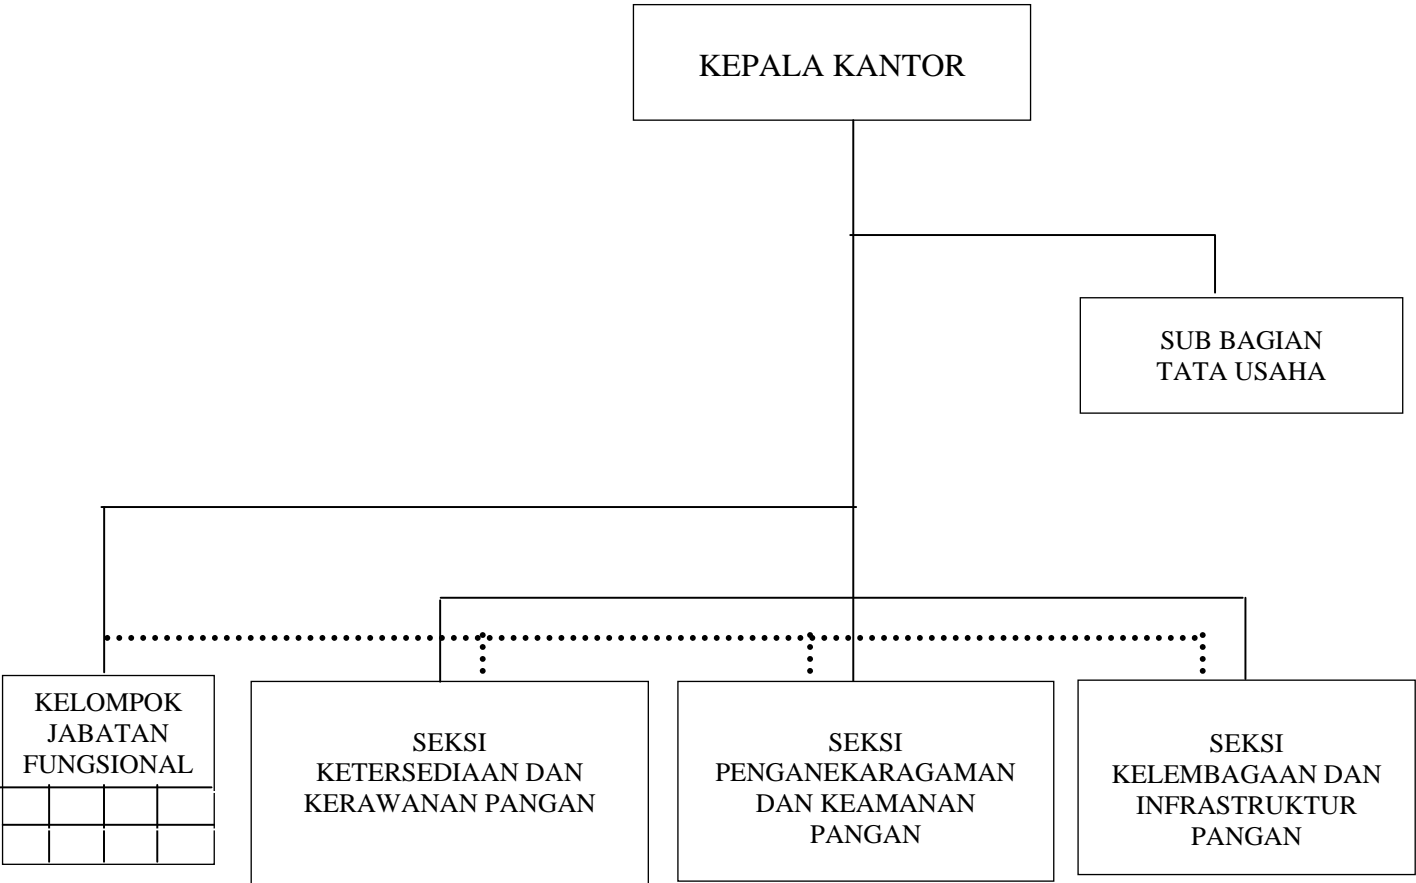 KEPALA KANTOR
SUB BAGIAN
TATA USAHA
KELOMPOK
JABATAN
FUNGSIONAL
SEKSI
KETERSEDIAAN DAN
KERAWANAN PANGAN
SEKSI
PENGANEKARAGAMAN
DAN KEAMANAN
PANGAN
SEKSI
KELEMBAGAAN DAN
INFRASTRUKTUR
PANGAN